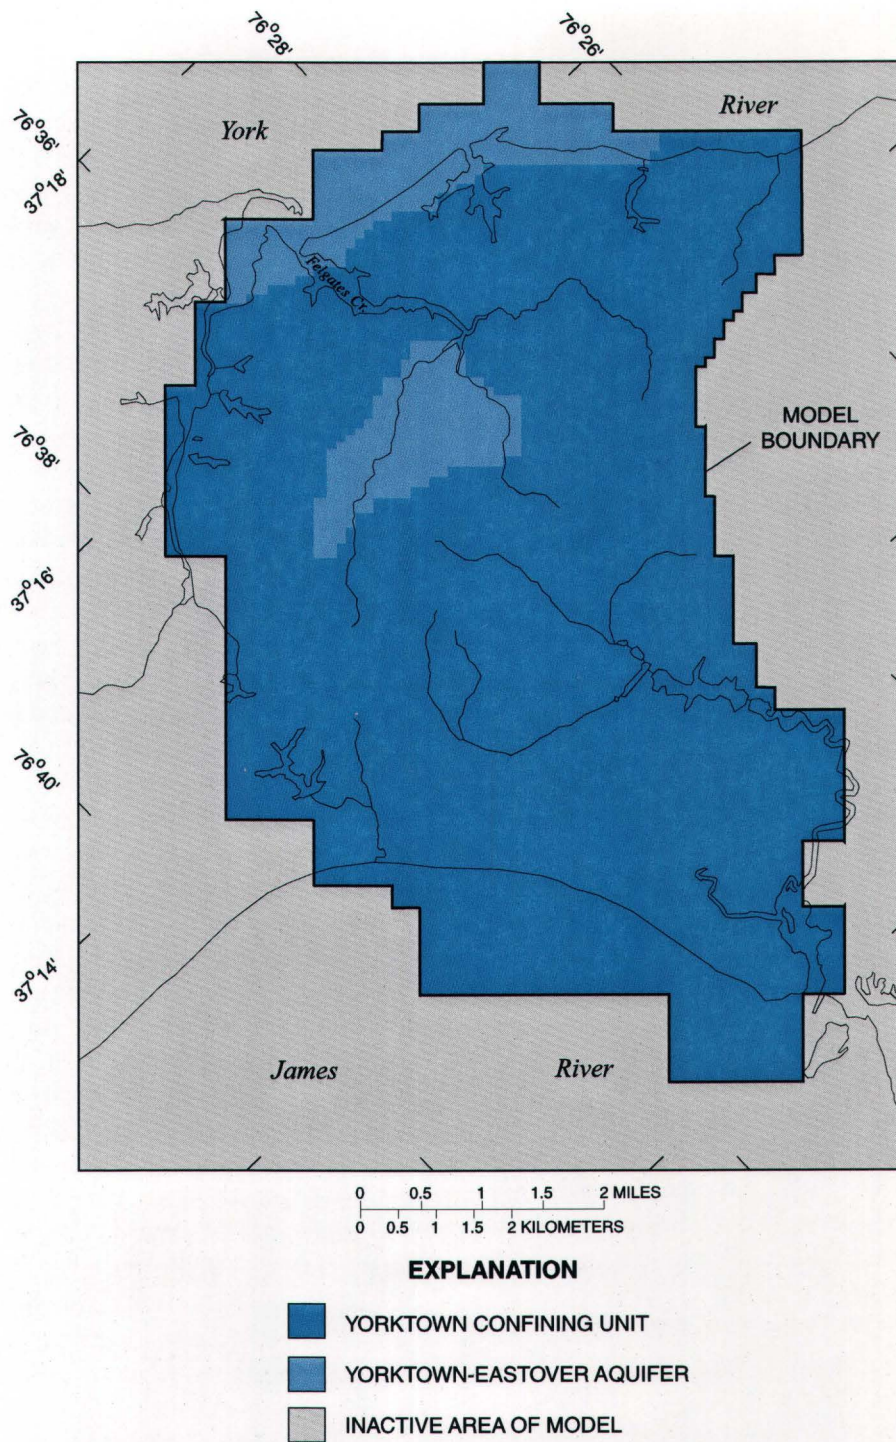 76°28'
76°26'
York
River
76°36'
37°18'
Felgates Cr.
MODEL
BOUNDARY
76°38'
37°16'
76°40'
37°14'
James
River
0 0.5 1 1.5 2 MILES
0 0.5 1 1.5 2 KILOMETERS
EXPLANATION
YORKTOWN CONFINING UNIT
YORKTOWN-EASTOVER AQUIFER
INACTIVE AREA OF MODEL